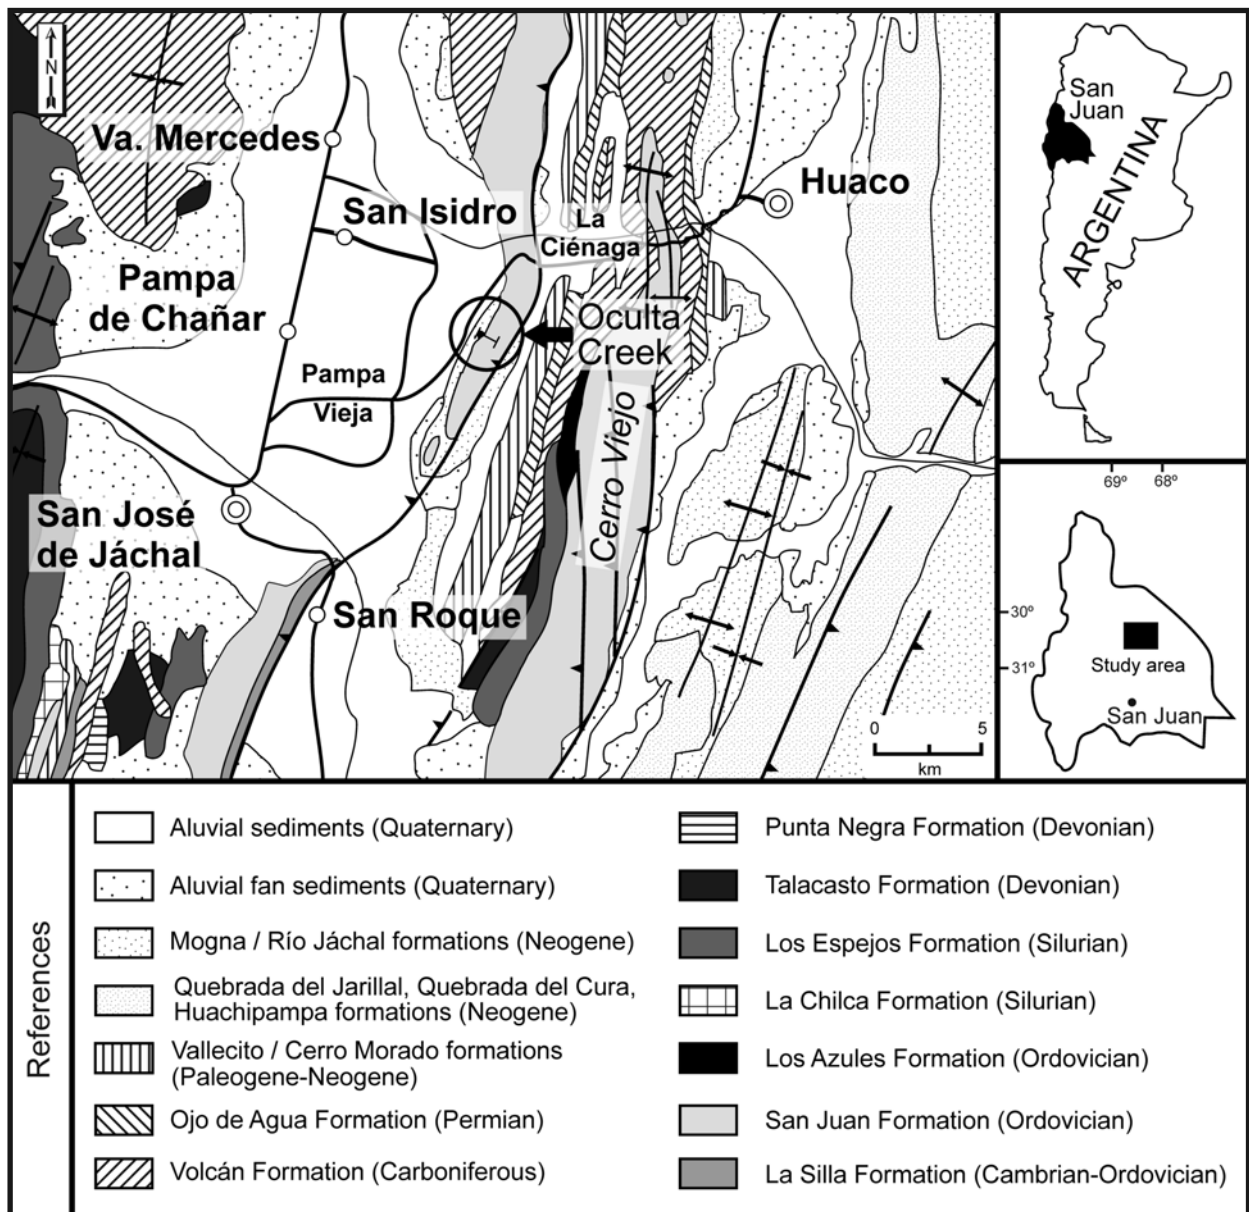 N
Va. Mercedes
San Isidro
La
Ciénaga
Huaco
Pampa
de Chañar
Oculta
Creek
Pampa
Vieja
Cerro Viejo
San José
de Jáchal
San Roque
0 5
km
San
Juan
ARGENTINA
69º 68º
30º
31º
Study area
San Juan
References
Aluvial sediments (Quaternary)
Aluvial fan sediments (Quaternary)
Mogna / Río Jáchal formations (Neogene)
Quebrada del Jarillal, Quebrada del Cura,
Huachipampa formations (Neogene)
Vallecito / Cerro Morado formations
(Paleogene-Neogene)
Ojo de Agua Formation (Permian)
Volcán Formation (Carboniferous)
Punta Negra Formation (Devonian)
Talacasto Formation (Devonian)
Los Espejos Formation (Silurian)
La Chilca Formation (Silurian)
Los Azules Formation (Ordovician)
San Juan Formation (Ordovician)
La Silla Formation (Cambrian-Ordovician)